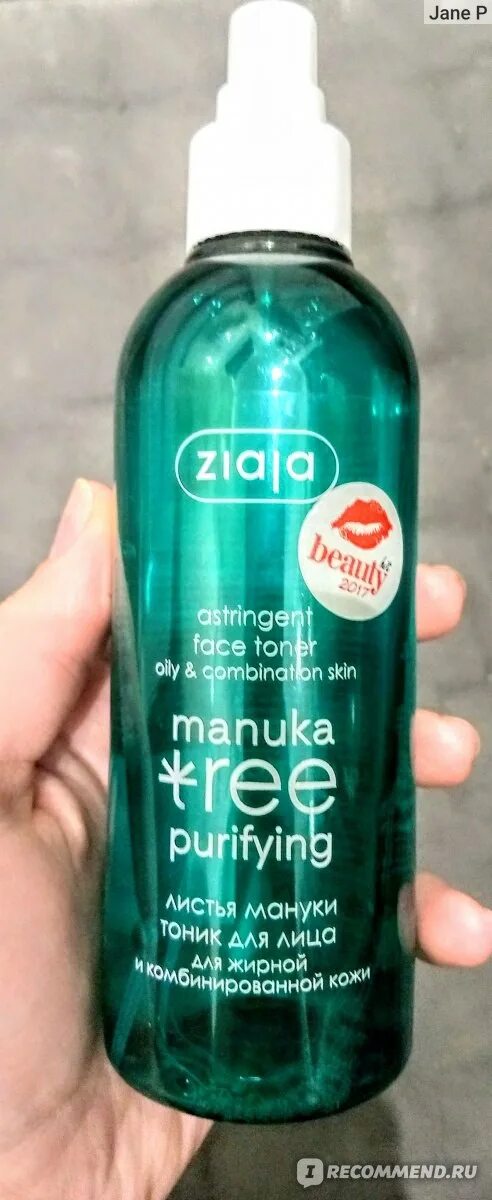 Jane P
ziaja
beauty
kit
2017
astringent
face toner
oily & combination skin
manuka
tree
purifying
листья мануки
тоник для лица
для жирной
и комбинированной кожи
I RECOMMEND.RU